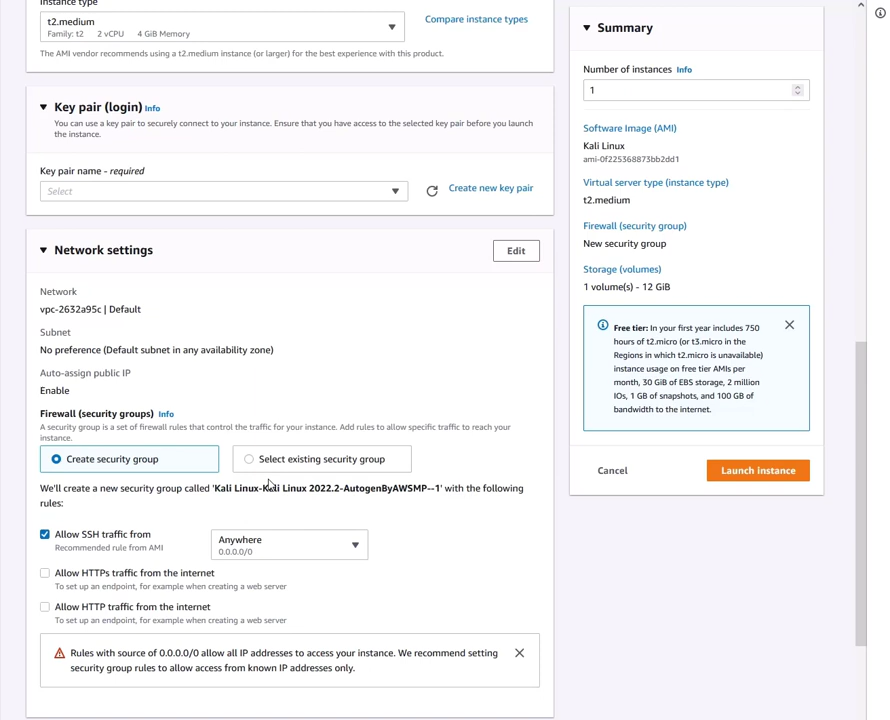 Instance type
t2.medium
Family: t2 2 vCPU 4 GiB Memory
Compare instance types
The AMI vendor recommends using a t2.medium instance (or larger) for the best experience with this product.
Key pair (login) Info
You can use a key pair to securely connect to your instance. Ensure that you have access to the selected key pair before you launch
the instance.
Key pair name - required
Select
Create new key pair
Network settings
Edit
Network
vpc-2632a95c | Default
Subnet
No preference (Default subnet in any availability zone)
Auto-assign public IP
Enable
Firewall (security groups) Info
A security group is a set of firewall rules that control the traffic for your instance. Add rules to allow specific traffic to reach your
instance.
Create security group
Select existing security group
We'll create a new security group called 'Kali Linux-Kali Linux 2022.2-AutogenByAWSMP--1' with the following
rules:
Allow SSH traffic from
Recommended rule from AMI
Anywhere
0.0.0.0/0
Allow HTTPs traffic from the internet
To set up an endpoint, for example when creating a web server
Allow HTTP traffic from the internet
To set up an endpoint, for example when creating a web server
Rules with source of 0.0.0.0/0 allow all IP addresses to access your instance. We recommend setting
security group rules to allow access from known IP addresses only.
Summary
Number of instances Info
1
Software Image (AMI)
Kali Linux
ami-0f225368873bb2dd1
Virtual server type (instance type)
t2.medium
Firewall (security group)
New security group
Storage (volumes)
1 volume(s) - 12 GiB
Free tier: In your first year includes 750
hours of t2.micro (or t3.micro in the
Regions in which t2.micro is unavailable)
instance usage on free tier AMIs per
month, 30 GiB of EBS storage, 2 million
IOs, 1 GB of snapshots, and 100 GB of
bandwidth to the internet.
Cancel
Launch instance